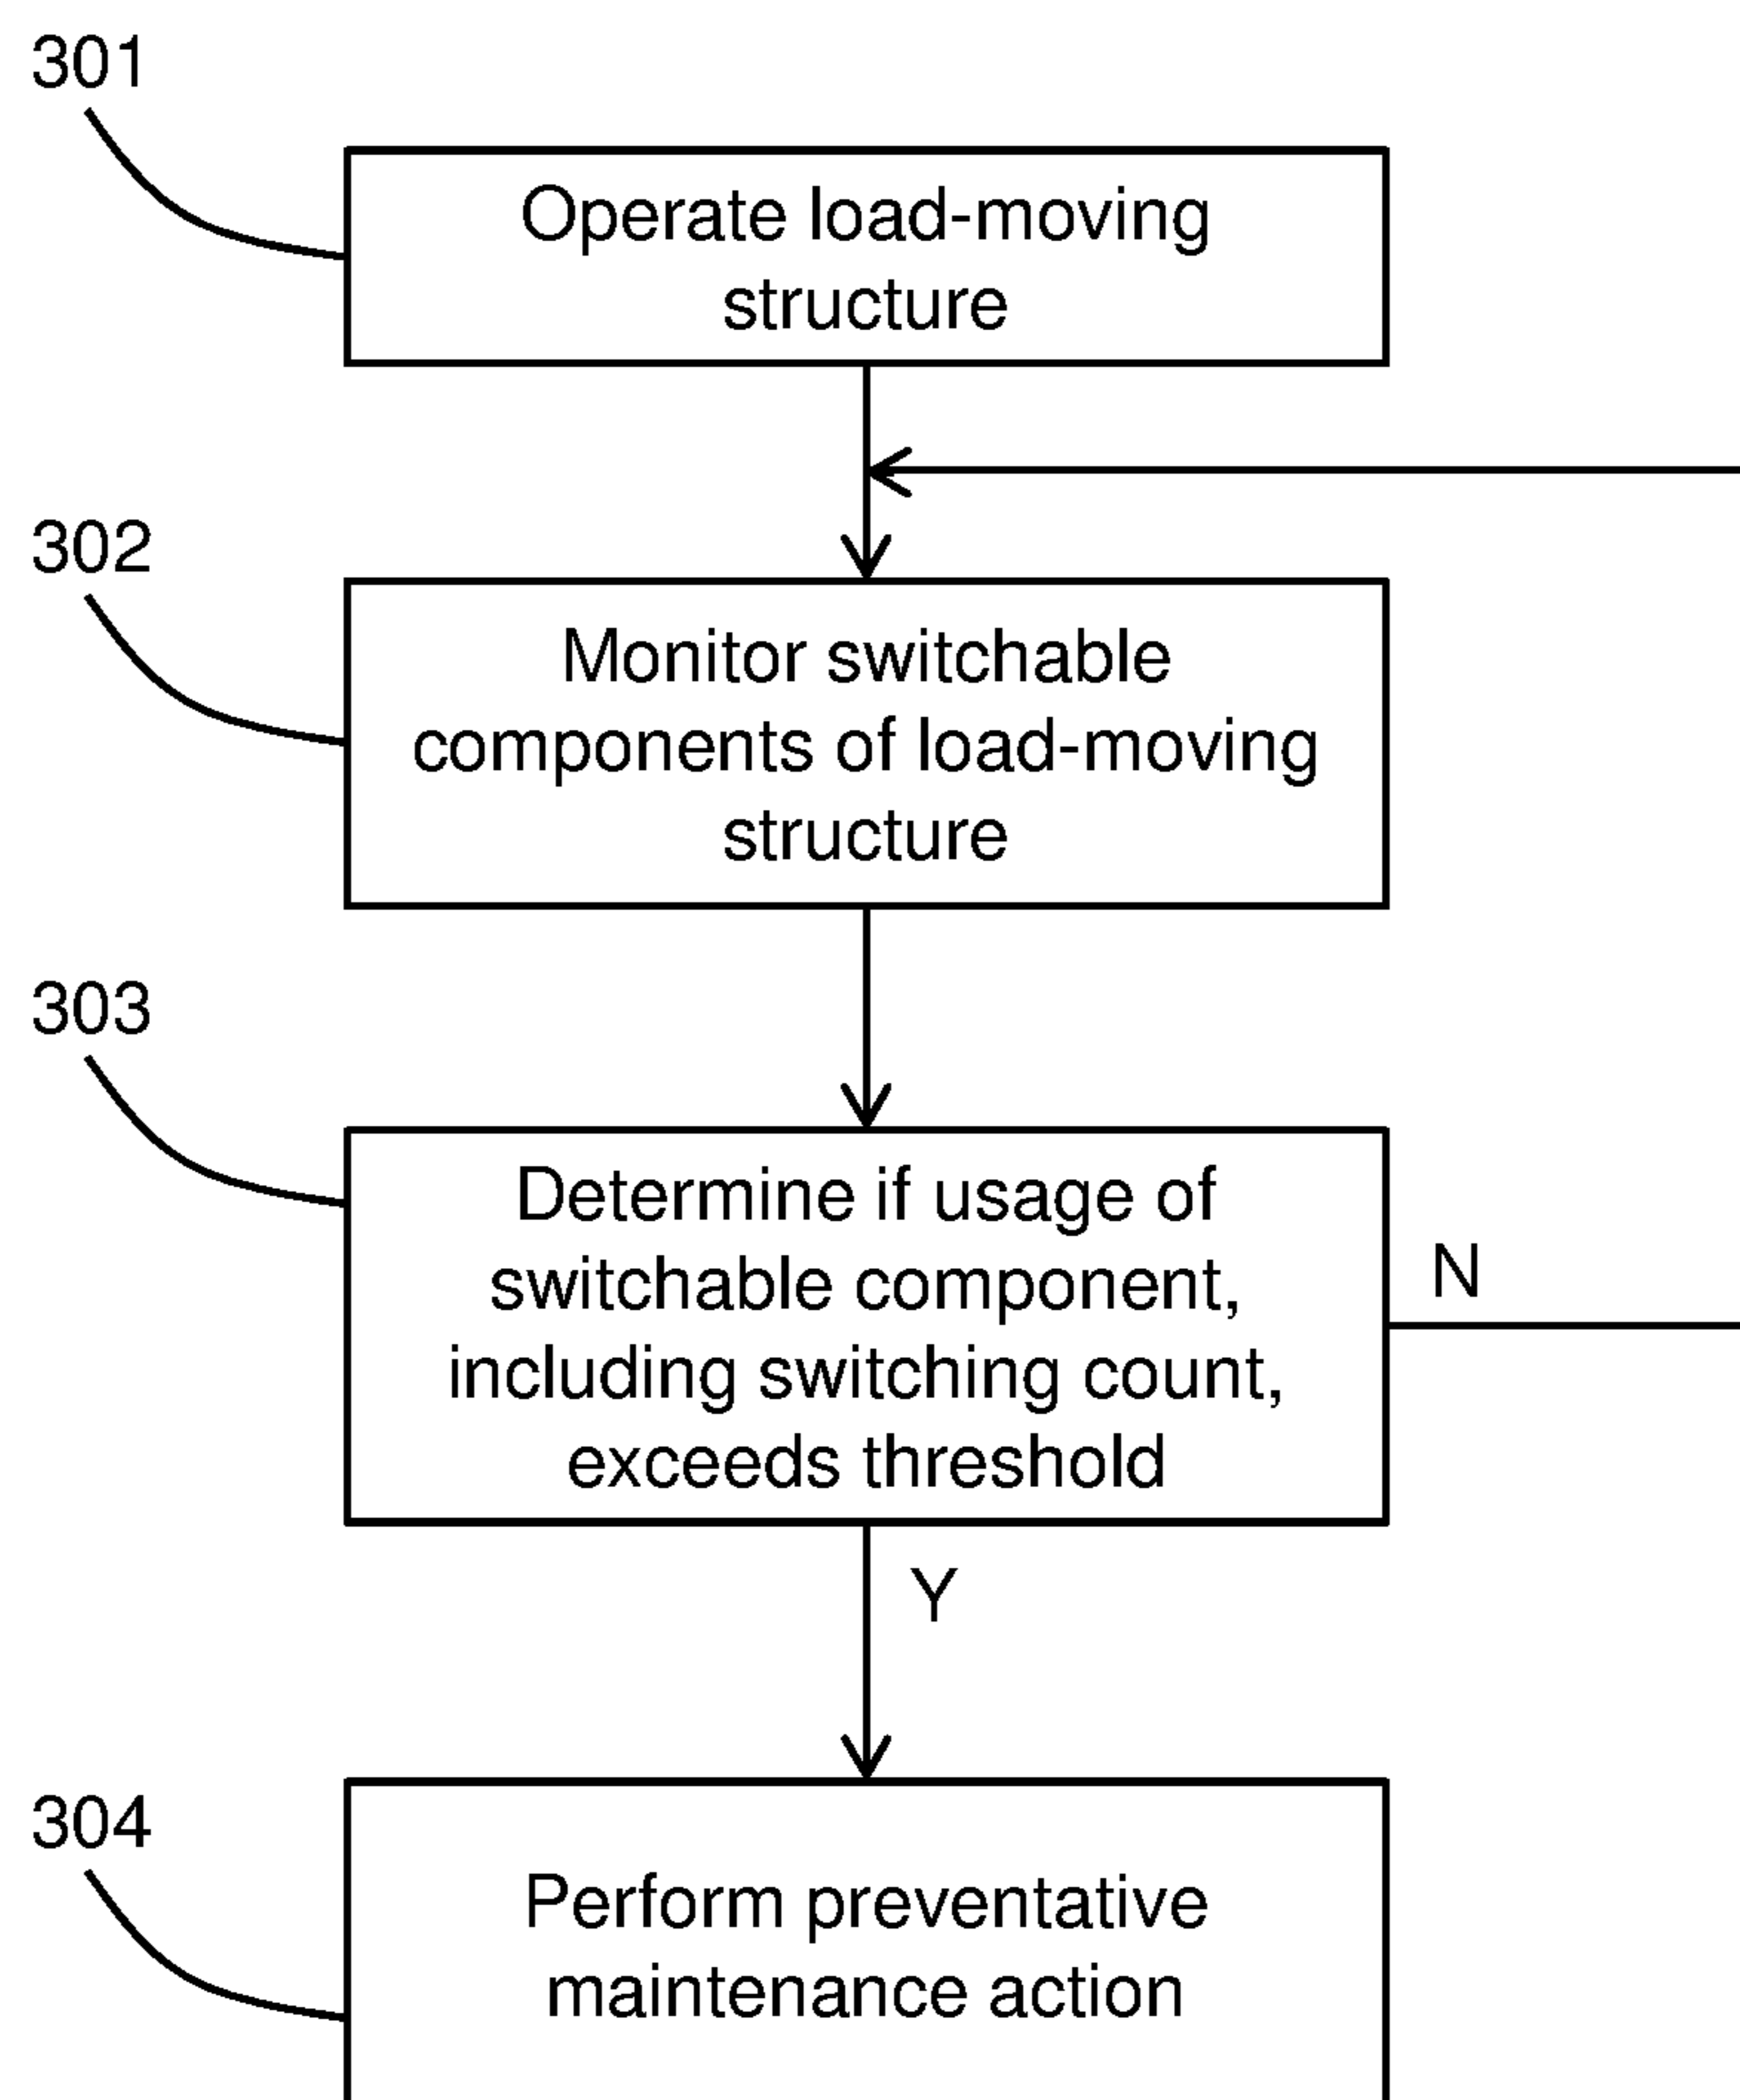 301
Operate load-moving
structure
302
Monitor switchable
components of load-moving
structure
303
Determine if usage of
switchable component,
including switching count,
exceeds threshold
N
Y
304
Perform preventative
maintenance action